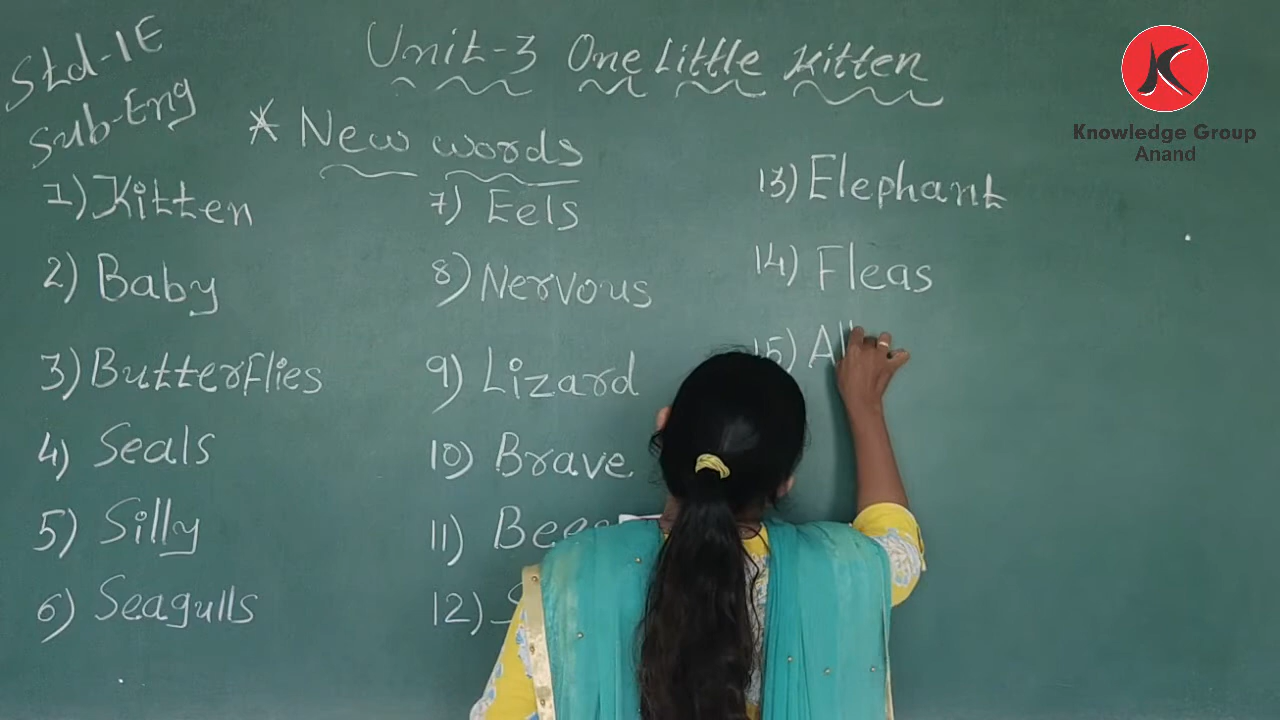 Std-1E
Sub-Eng
Unit-3 One Little Kitten
* New words
1) Kitten
2) Baby
3) Butterflies
4) Seals
5) Silly
6) Seagulls
7) Eels
8) Nervous
9) Lizard
10) Brave
11)
12)
13) Elephant
14) Fleas
15)
Knowledge Group
Anand